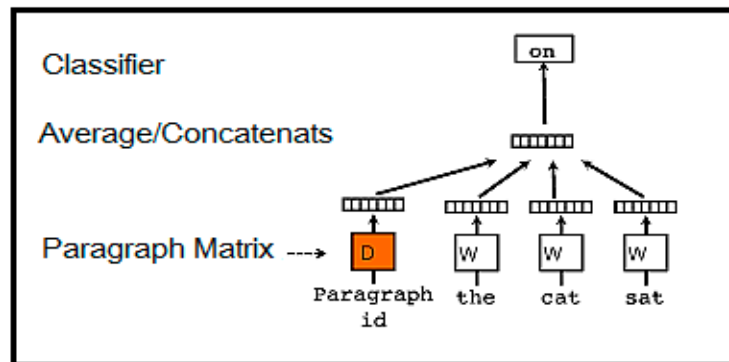 Classifier
on
Average/Concatenats
Paragraph Matrix
D
W
W
W
Paragraph id
the
cat
sat